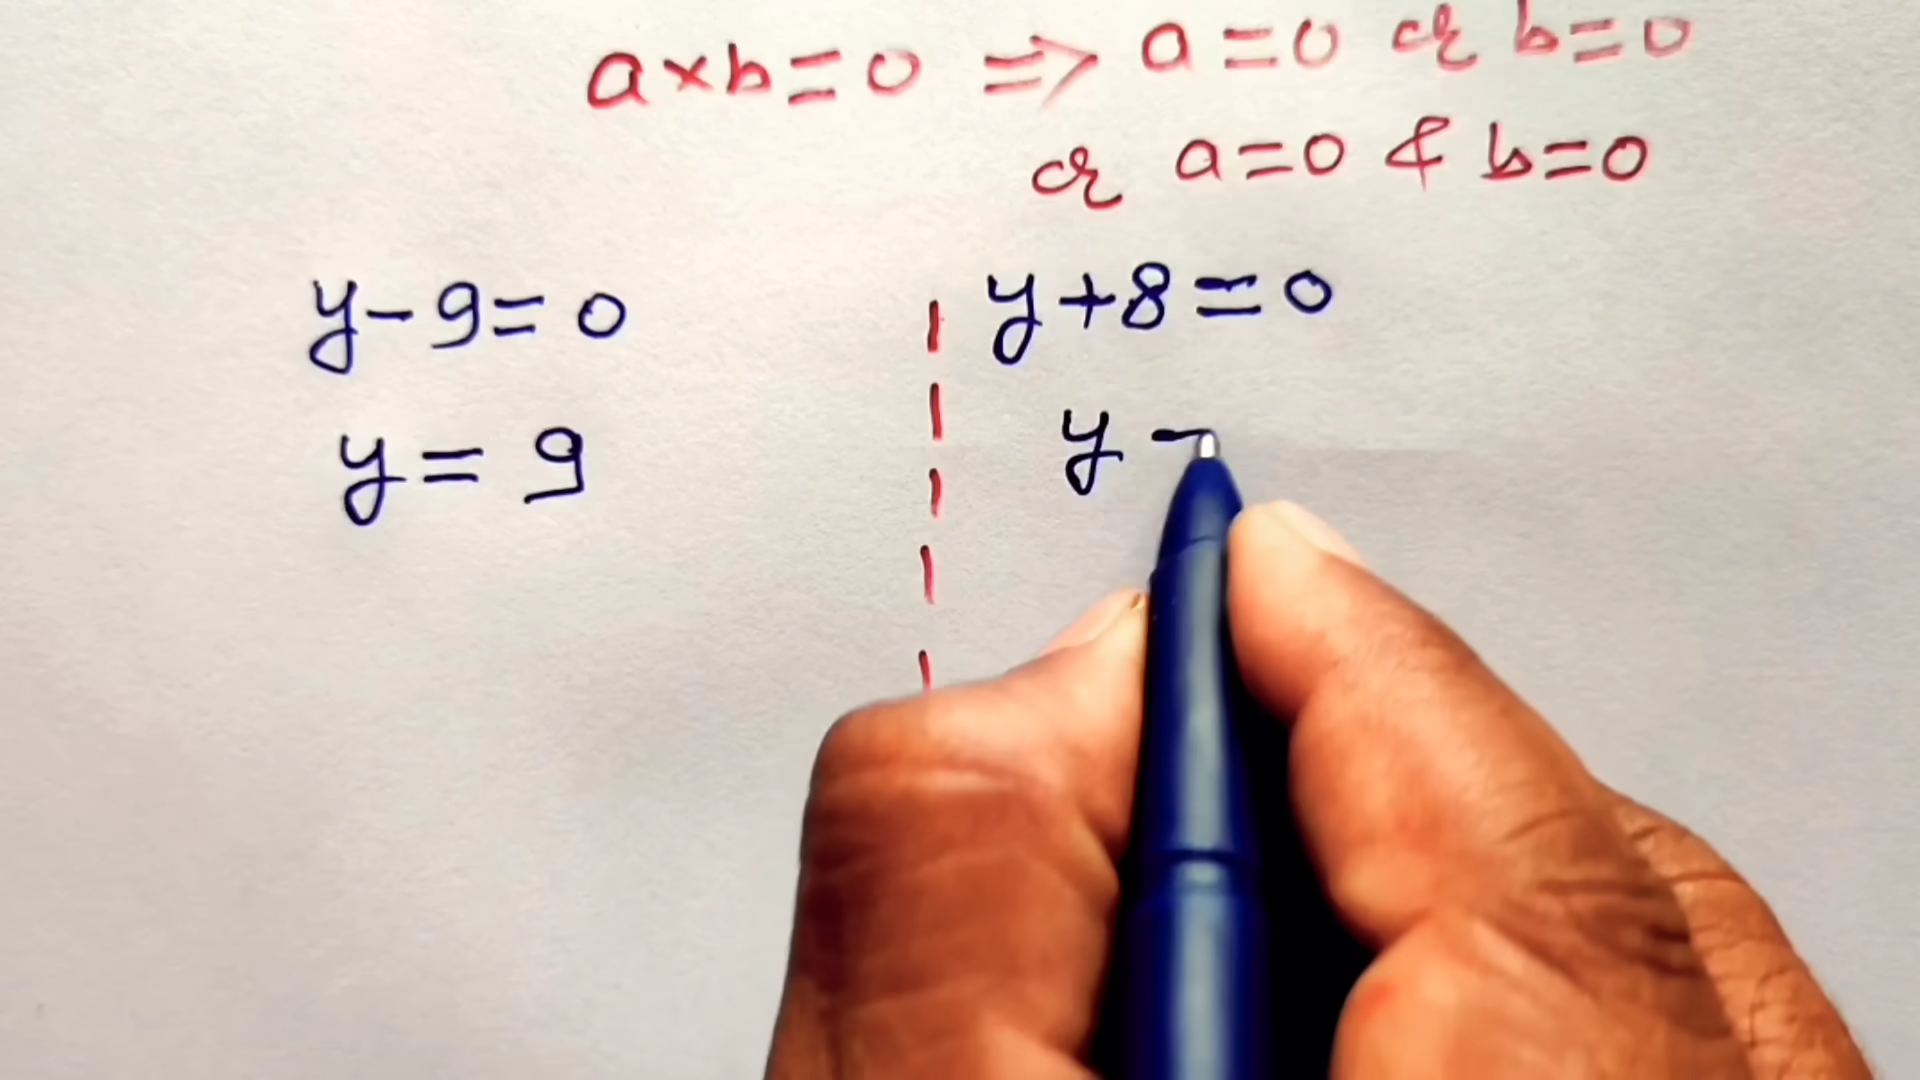 a×b=0 ⇒ a=0 or b=0
or a=0 & b=0
y-9=0
y=9
y+8=0
y -